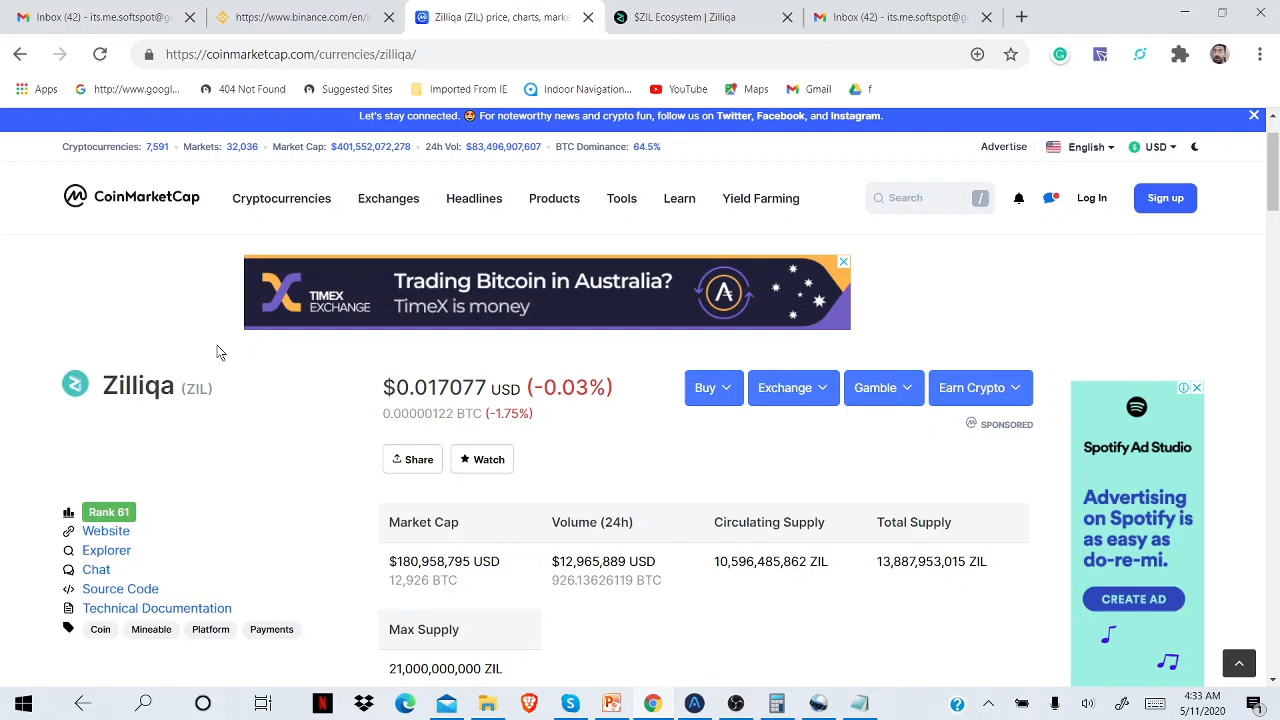 Inbox (42) - its.me.softspot@g
https://www.binance.com/en/n
Zilliqa (ZIL) price, charts, marke
$ZIL Ecosystem | Zilliqa
Inbox (42) - its.me.softspot@g
https://coinmarketcap.com/currencies/zilliqa/
Apps
http://www.googl...
404 Not Found
Suggested Sites
Imported From IE
Indoor Navigation...
YouTube
Maps
Gmail
f
Let's stay connected. 🤩 For noteworthy news and crypto fun, follow us on Twitter, Facebook, and Instagram.
Cryptocurrencies: 7,591 Markets: 32,036 Market Cap: $401,552,072,278 24h Vol: $83,496,907,607 BTC Dominance: 64.5%
Advertise English USD
CoinMarketCap
Cryptocurrencies Exchanges Headlines Products Tools Learn Yield Farming
Search /
Log In
Sign up
TIMEX EXCHANGE
Trading Bitcoin in Australia?
TimeX is money
Zilliqa (ZIL)
$0.017077 USD (-0.03%)
0.00000122 BTC (-1.75%)
Buy Exchange Gamble Earn Crypto
SPONSORED
Share Watch
Rank 61
Website
Explorer
Chat
Source Code
Technical Documentation
Coin Mineable Platform Payments
Market Cap Volume (24h) Circulating Supply Total Supply
$180,958,795 USD $12,965,889 USD 10,596,485,862 ZIL 13,887,953,015 ZIL
12,926 BTC 926.13626119 BTC
Max Supply
21,000,000,000 ZIL
Spotify Ad Studio
Advertising
on Spotify is
as easy as
do-re-mi.
CREATE AD
4:33 AM
5/11/2020